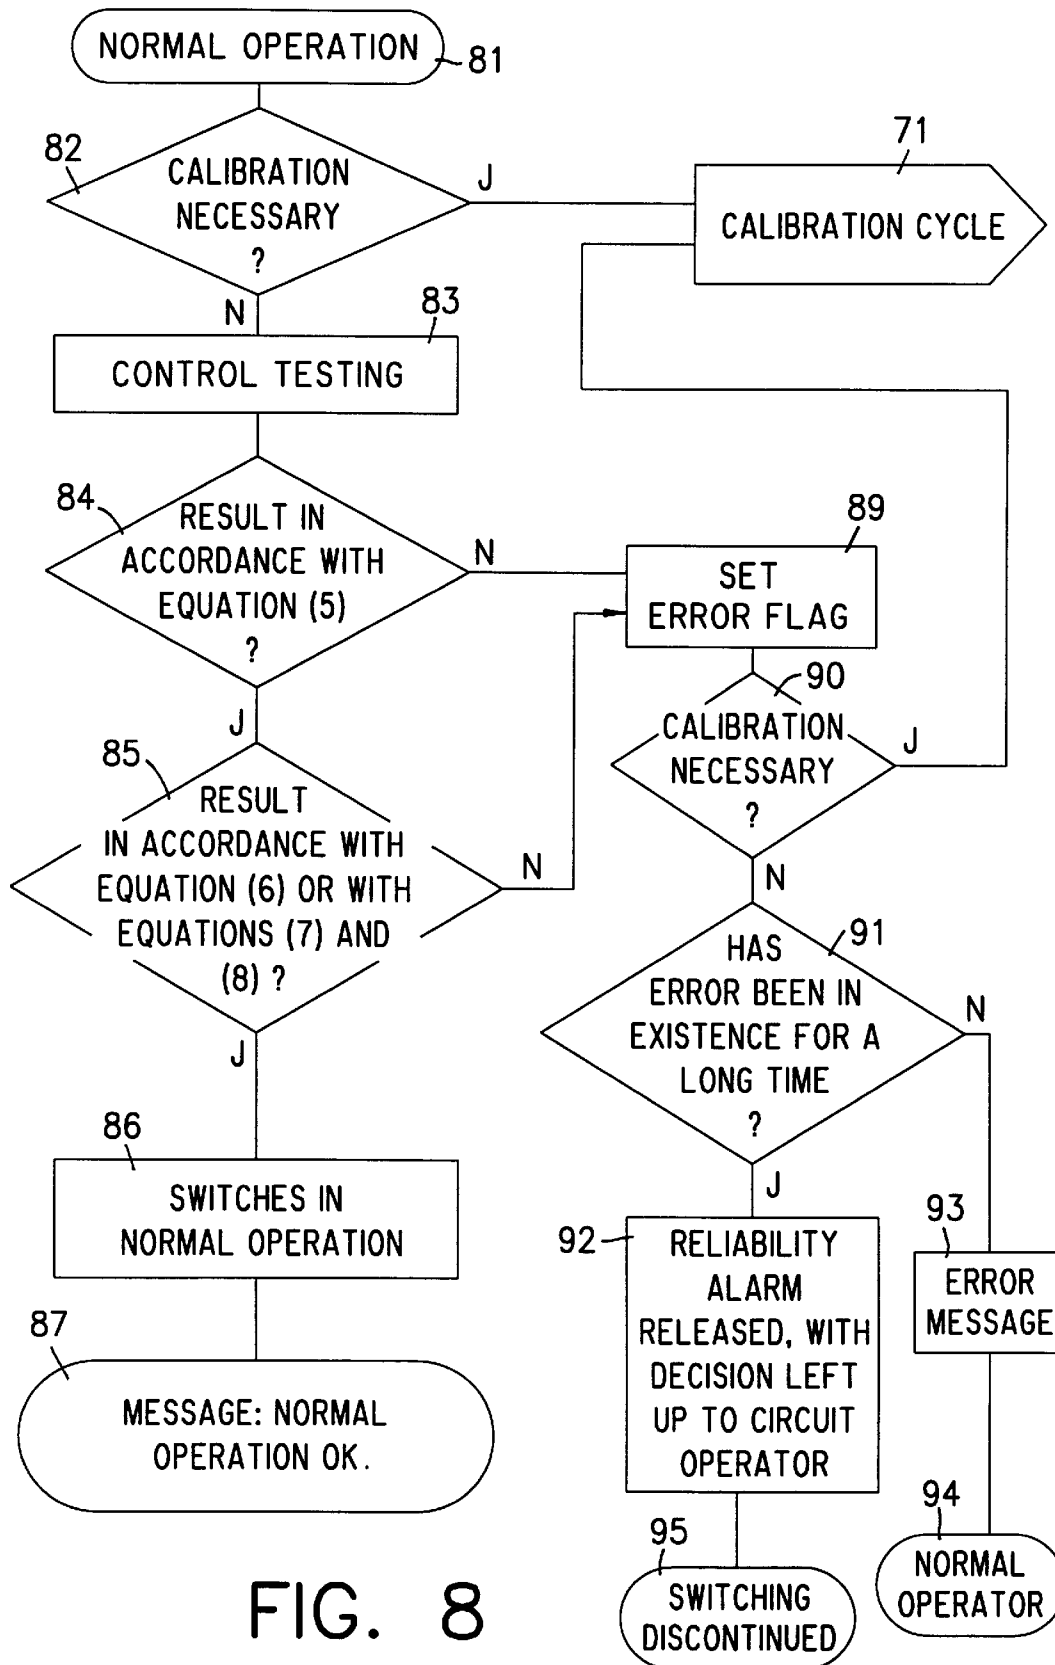 NORMAL OPERATION
81
82
CALIBRATION
NECESSARY
?
J
71
CALIBRATION CYCLE
N
83
CONTROL TESTING
84
RESULT IN
ACCORDANCE WITH
EQUATION (5)
?
N
89
SET
ERROR FLAG
J
90
CALIBRATION
NECESSARY
?
J
85
RESULT
IN ACCORDANCE WITH
EQUATION (6) OR WITH
EQUATIONS (7) AND
(8) ?
N
N
91
HAS
ERROR BEEN IN
EXISTENCE FOR A
LONG TIME
?
N
J
J
86
SWITCHES IN
NORMAL OPERATION
92
RELIABILITY
ALARM
RELEASED, WITH
DECISION LEFT
UP TO CIRCUIT
OPERATOR
93
ERROR
MESSAGE
87
MESSAGE: NORMAL
OPERATION OK.
94
NORMAL
OPERATOR
95
SWITCHING
DISCONTINUED
FIG. 8